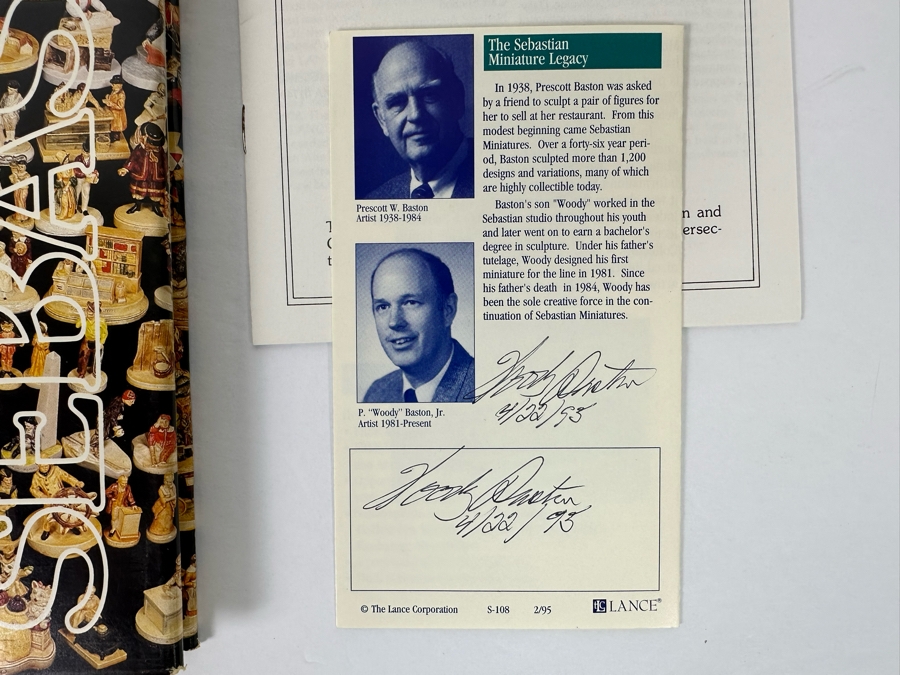 SEBAS
The Sebastian
Miniature Legacy
In 1938, Prescott Baston was asked
by a friend to sculpt a pair of figures for
her to sell at her restaurant. From this
modest beginning came Sebastian
Miniatures. Over a forty-six year peri-
od, Baston sculpted more than 1,200
designs and variations, many of which
are highly collectible today.
Baston's son "Woody" worked in the
Sebastian studio throughout his youth
and later went on to earn a bachelor's
degree in sculpture. Under his father's
tutelage, Woody designed his first
miniature for the line in 1981. Since
his father's death in 1984, Woody has
been the sole creative force in the con-
tinuation of Sebastian Miniatures.
Prescott W. Baston
Artist 1938-1984
P. "Woody" Baston, Jr.
Artist 1981-Present
Woody Baston
4/22/95
Woody Baston
4/22/95
© The Lance Corporation S-108 2/95 TLC LANCE®
n and
ersec-